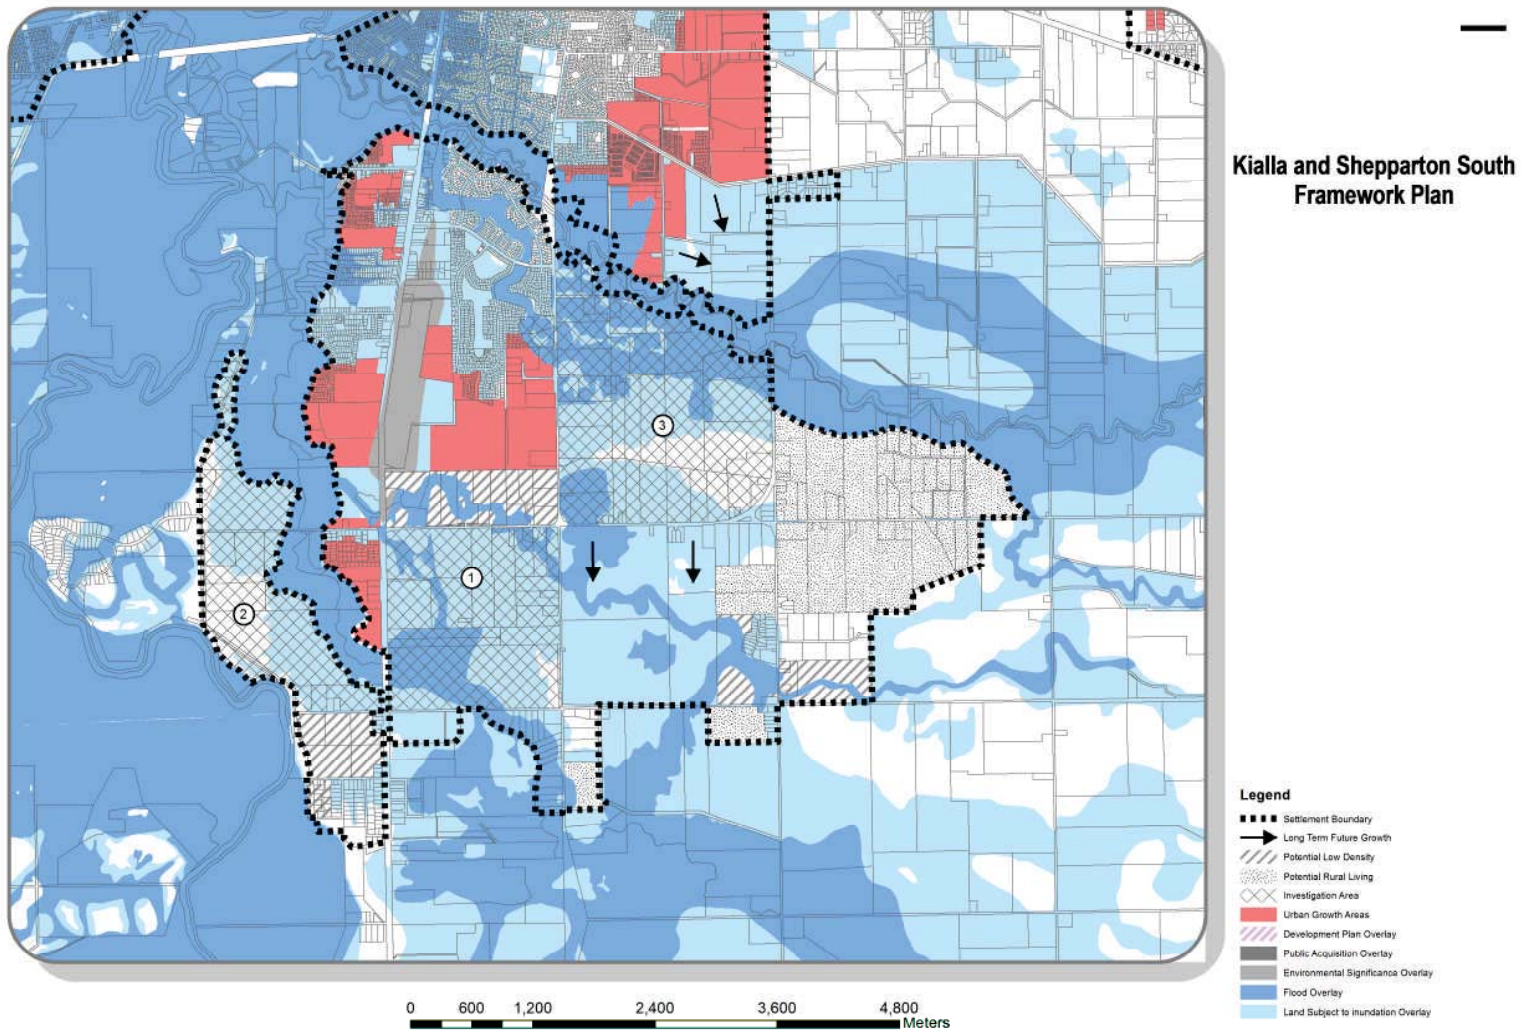 Kialla and Shepparton South
Framework Plan
3
1
2
Legend
Settlement Boundary
Long Term Future Growth
Potential Low Density
Potential Rural Living
Investigation Area
Urban Growth Areas
Development Plan Overlay
Public Acquisition Overlay
Environmental Significance Overlay
Flood Overlay
Land Subject to Inundation Overlay
0 600 1,200 2,400 3,600 4,800
Meters